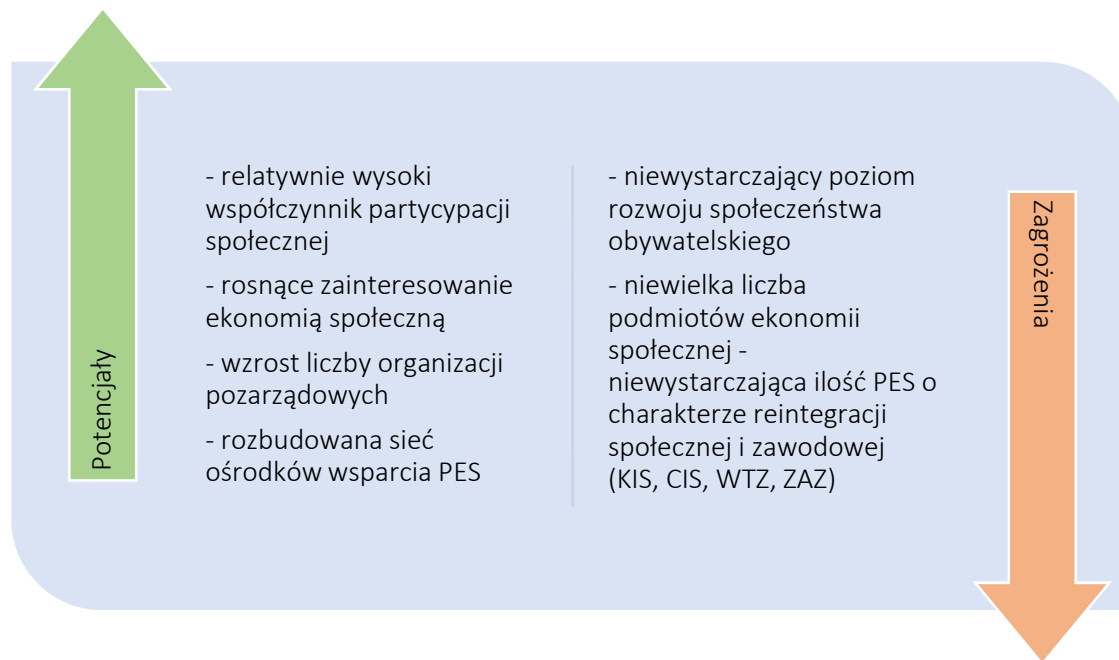 Potencjały
- relatywnie wysoki
współczynnik partycypacji
społecznej
- rosnące zainteresowanie
ekonomią społeczną
- wzrost liczby organizacji
pozarządowych
- rozbudowana sieć
ośrodków wsparcia PES
- niewystarczający poziom
rozwoju społeczeństwa
obywatelskiego
- niewielka liczba
podmiotów ekonomii
społecznej -
niewystarczająca ilość PES o
charakterze reintegracji
społecznej i zawodowej
(KIS, CIS, WTZ, ZAZ)
Zagrożenia